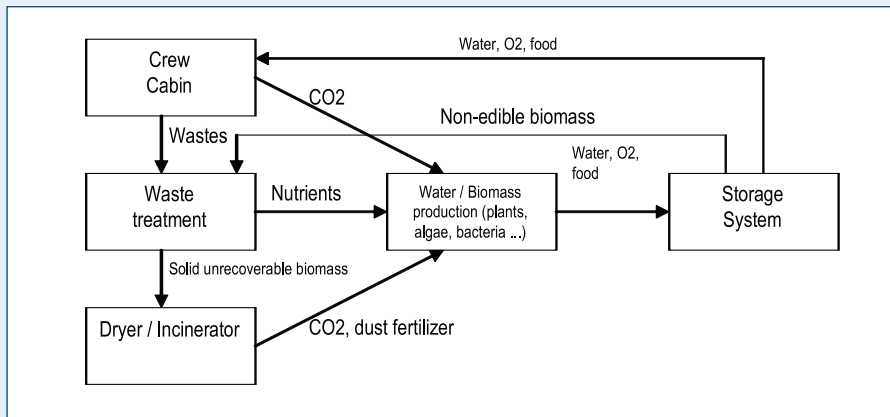 Water, O2, food
Crew
Cabin
CO2
Wastes
Non-edible biomass
Water, O2,
food
Waste
treatment
Nutrients
Water / Biomass
production (plants,
algae, bacteria ...)
Storage
System
Solid unrecoverable biomass
Dryer / Incinerator
CO2, dust fertilizer